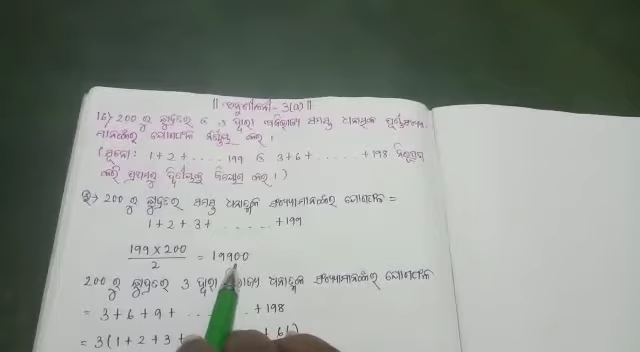 || ଅନୁଶୀଳନୀ - 3(a) ||
16) 200 ରୁ କ୍ଷୁଦ୍ରତର ଓ 3 ଦ୍ୱାରା ଅବିଭାଜ୍ୟ ସମସ୍ତ ଧନାତ୍ମକ ପୂର୍ଣ୍ଣସଂଖ୍ୟା
ମାନଙ୍କର ଯୋଗଫଳ ନିର୍ଣ୍ଣୟ କର ।
(ସୂଚନା: 1 + 2 + ..... 199 ଓ 3 + 6 + ...... + 198 ନିରୂପଣ
କରି ପ୍ରଥମରୁ ଦ୍ୱିତୀୟକୁ ବିୟୋଗ କର ।)
200 ରୁ କ୍ଷୁଦ୍ରତର ସମସ୍ତ ଧନାତ୍ମକ ସଂଖ୍ୟାମାନଙ୍କର ଯୋଗଫଳ =
1 + 2 + 3 + ...... + 199
199 × 200 / 2 = 19900
200 ରୁ କ୍ଷୁଦ୍ରତର 3 ଦ୍ୱାରା ଧନାତ୍ମକ ସଂଖ୍ୟାମାନଙ୍କର ଯୋଗଫଳ
= 3 + 6 + 9 + ...... + 198
= 3(1 + 2 + 3 + + 66)